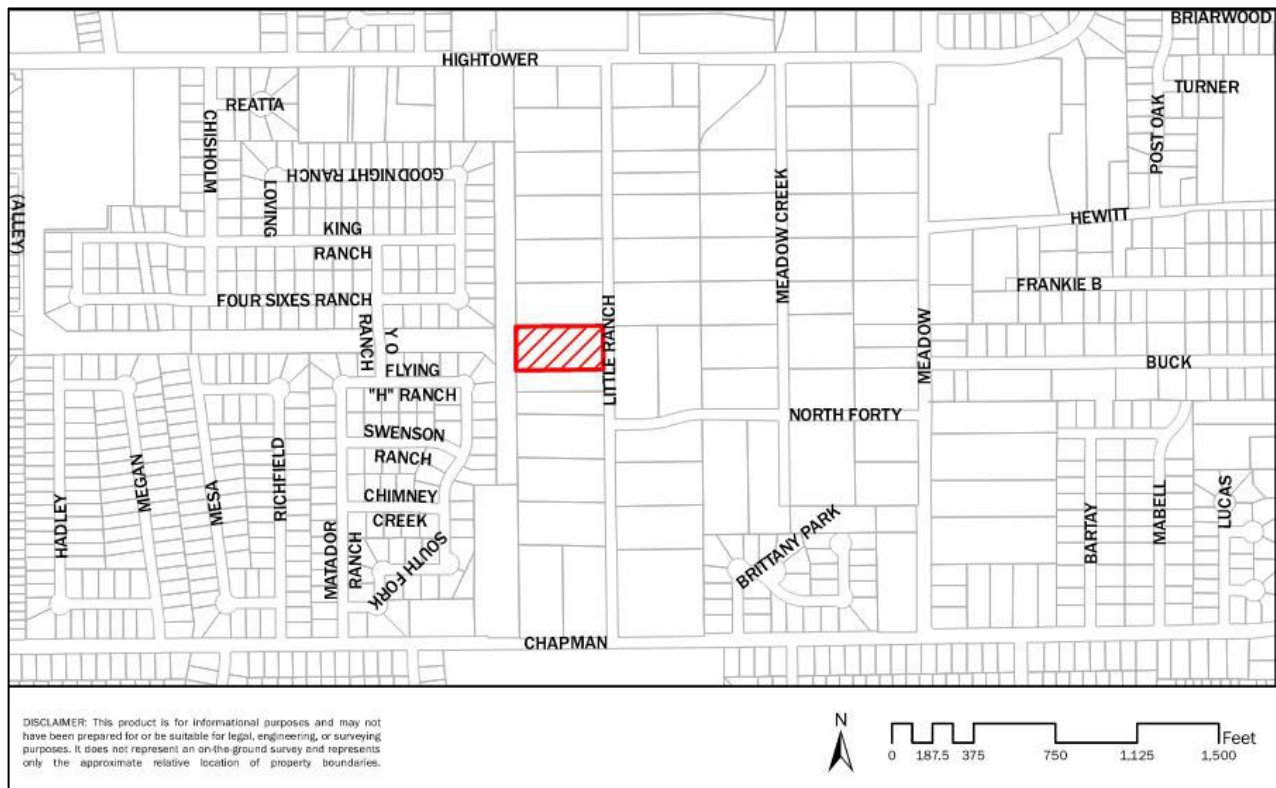 BRIARWOOD
HIGHTOWER
TURNER
REATTA
CHISHOLM
POST OAK
GOODNIGHT RANCH
LOVING
MEADOW CREEK
(ALLEY)
KING
RANCH
HEWITT
FRANKIE B
FOUR SIXES RANCH
LITTLE RANCH
Y O
RANCH
MEADOW
FLYING
"H" RANCH
BUCK
NORTH FORTY
SWENSON
RANCH
CHIMNEY
CREEK
HADLEY
MEGAN
MESA
RICHFIELD
MATADOR
RANCH
SOUTH FORK
BRITTANY PARK
BARTAY
MABELL
LUCAS
CHAPMAN
DISCLAIMER: This product is for informational purposes and may not
have been prepared for or be suitable for legal, engineering, or surveying
purposes. It does not represent an on-the-ground survey and represents
only the approximate relative location of property boundaries.
N
Feet
0 187.5 375 750 1,125 1,500